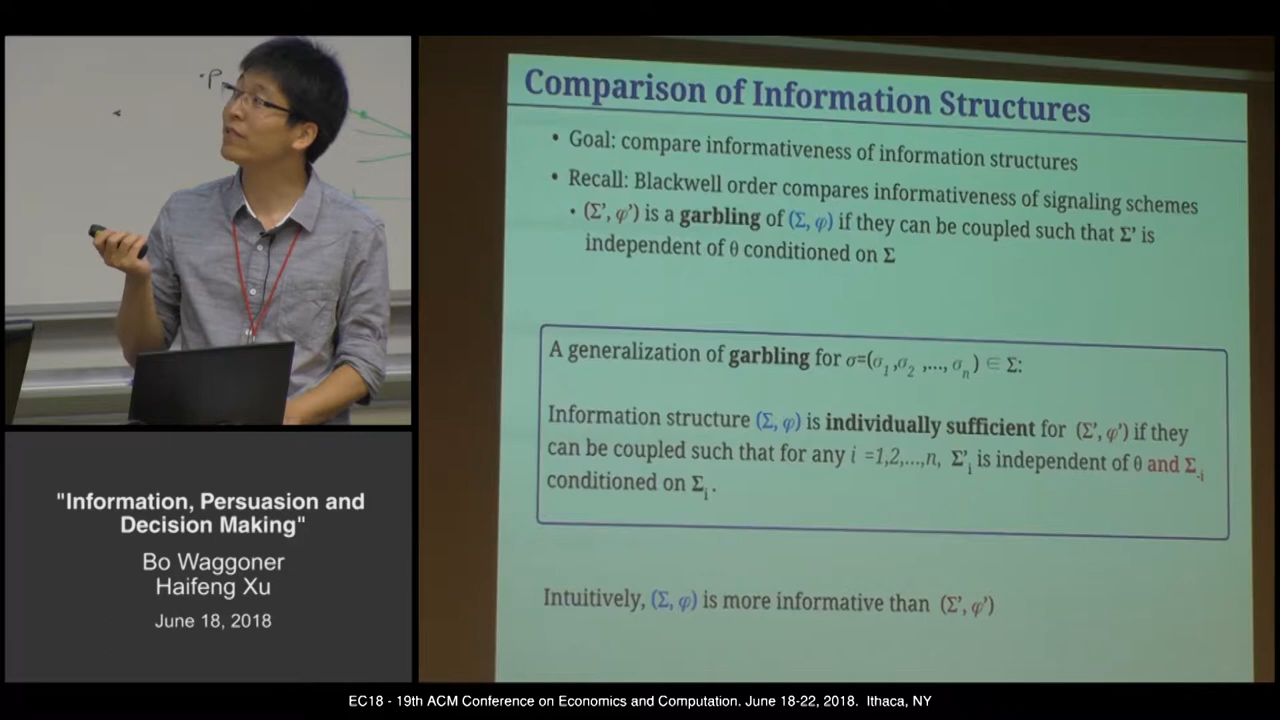 P
Comparison of Information Structures
• Goal: compare informativeness of information structures
• Recall: Blackwell order compares informativeness of signaling schemes
• (Σ’, φ’) is a garbling of (Σ, φ) if they can be coupled such that Σ’ is
independent of θ conditioned on Σ
A generalization of garbling for σ=(σ₁,σ₂,…, σₙ) ∈ Σ:
Information structure (Σ, φ) is individually sufficient for (Σ’, φ’) if they
can be coupled such that for any i =1,2,…,n, Σ’ᵢ is independent of θ and Σ₋ᵢ
conditioned on Σᵢ.
Intuitively, (Σ, φ) is more informative than (Σ’, φ’)
"Information, Persuasion and
Decision Making"
Bo Waggoner
Haifeng Xu
June 18, 2018
EC18 - 19th ACM Conference on Economics and Computation. June 18-22, 2018. Ithaca, NY